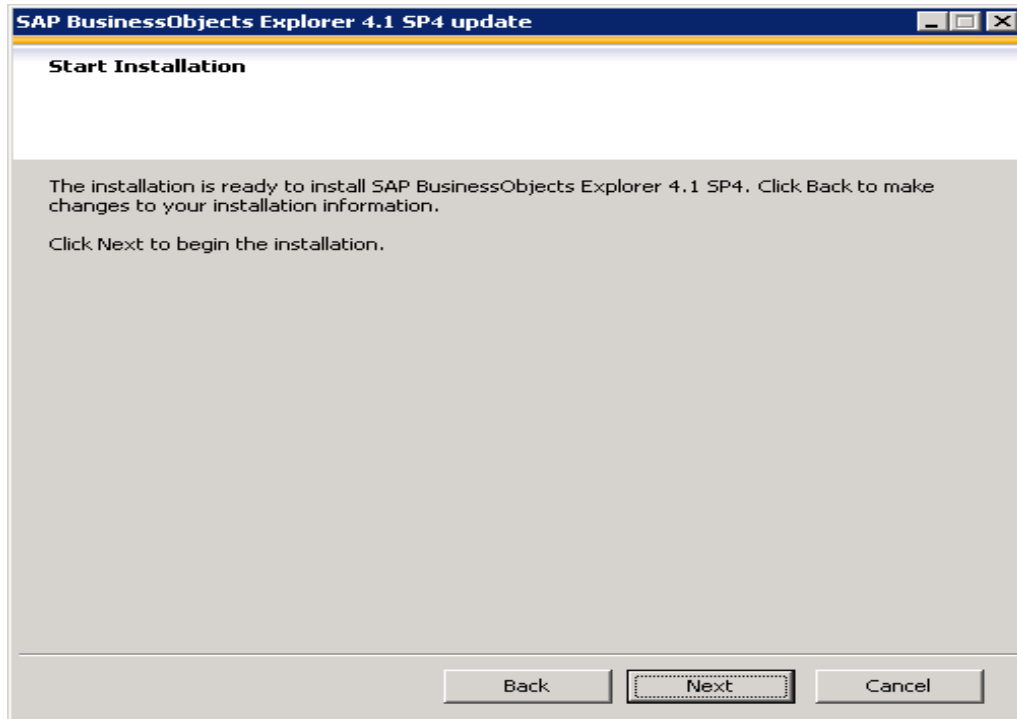 SAP BusinessObjects Explorer 4.1 SP4 update
Start Installation
The installation is ready to install SAP BusinessObjects Explorer 4.1 SP4. Click Back to make
changes to your installation information.
Click Next to begin the installation.
Back
Next
Cancel